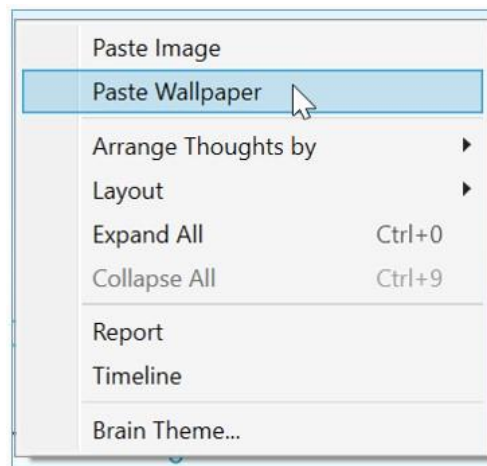 Paste Image
Paste Wallpaper
Arrange Thoughts by
Layout
Expand All Ctrl+0
Collapse All Ctrl+9
Report
Timeline
Brain Theme...